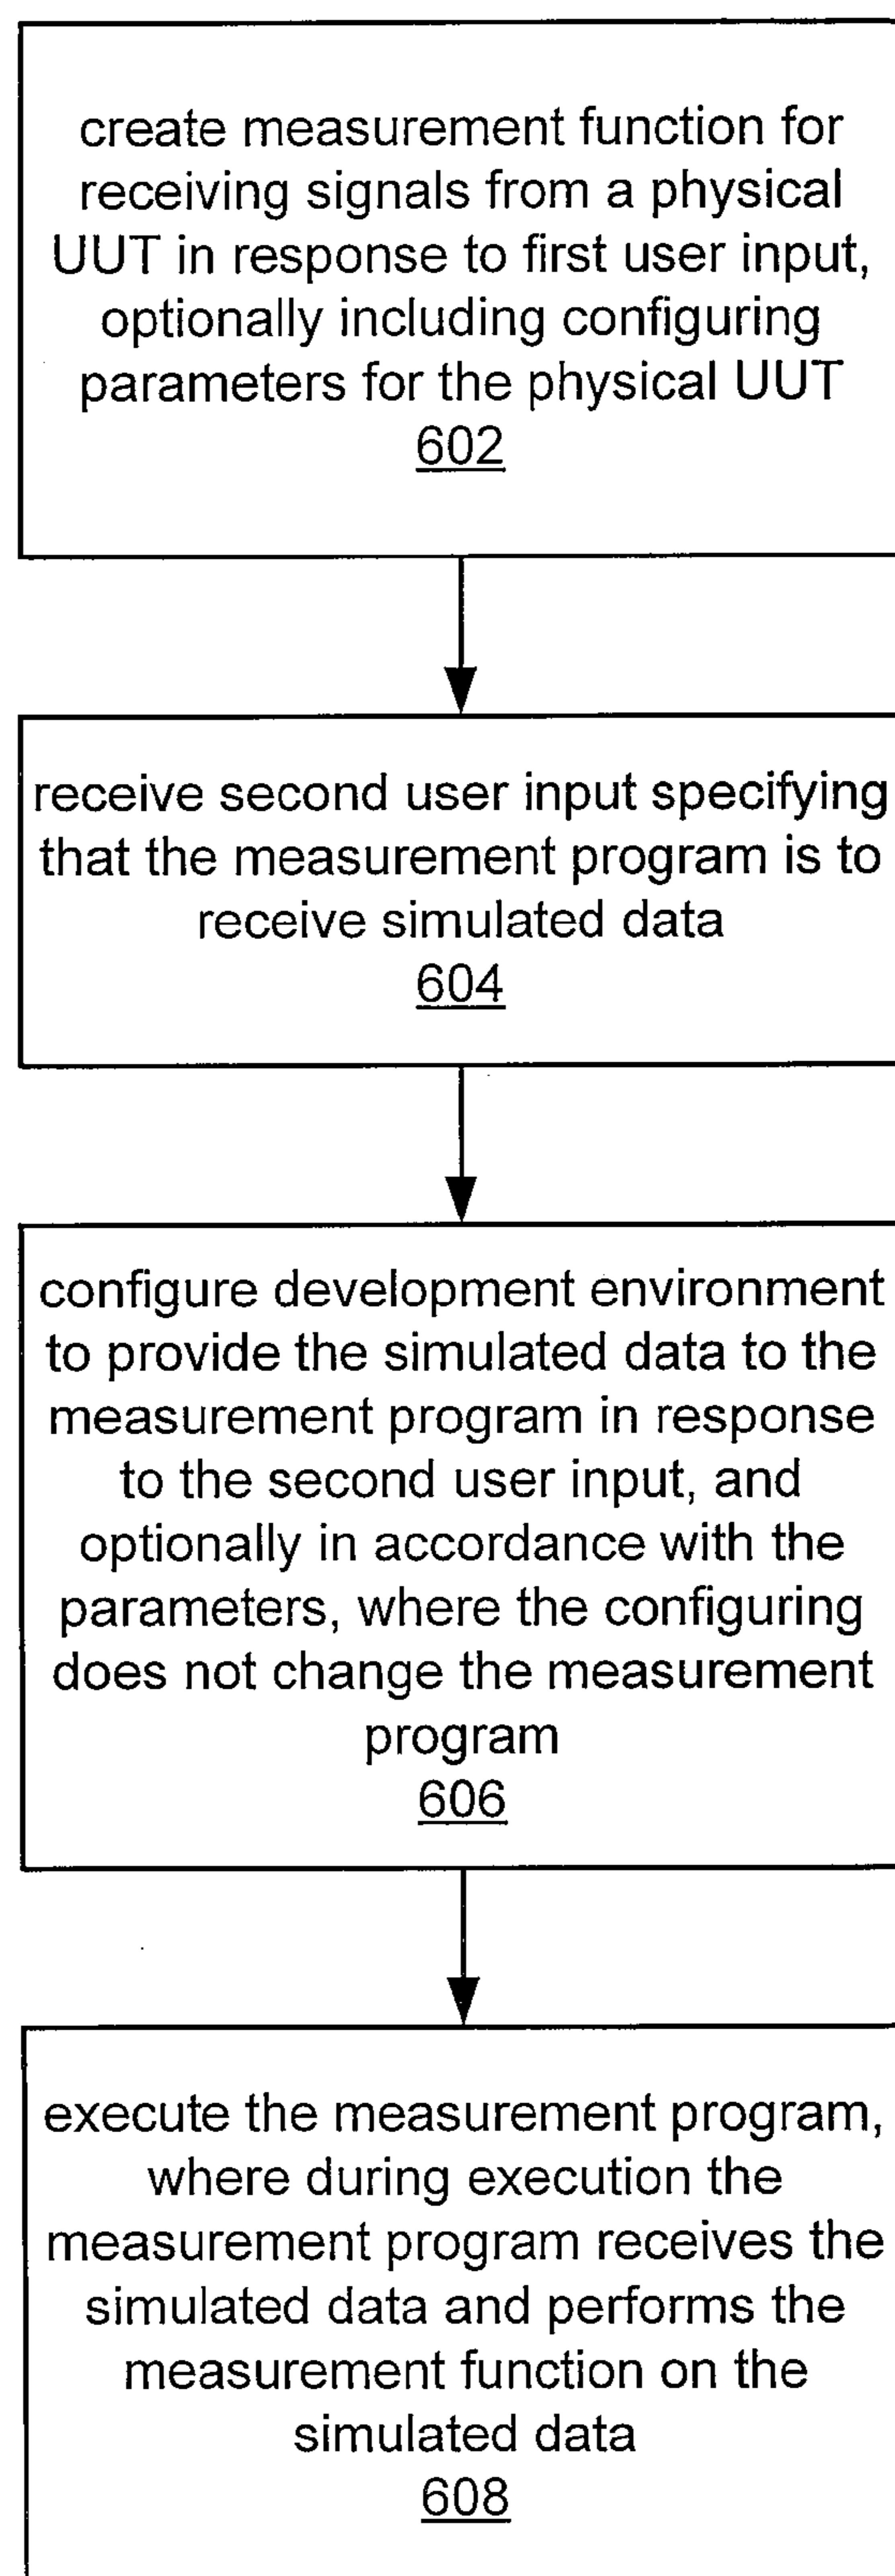 create measurement function for
receiving signals from a physical
UUT in response to first user input,
optionally including configuring
parameters for the physical UUT
602
receive second user input specifying
that the measurement program is to
receive simulated data
604
configure development environment
to provide the simulated data to the
measurement program in response
to the second user input, and
optionally in accordance with the
parameters, where the configuring
does not change the measurement
program
606
execute the measurement program,
where during execution the
measurement program receives the
simulated data and performs the
measurement function on the
simulated data
608